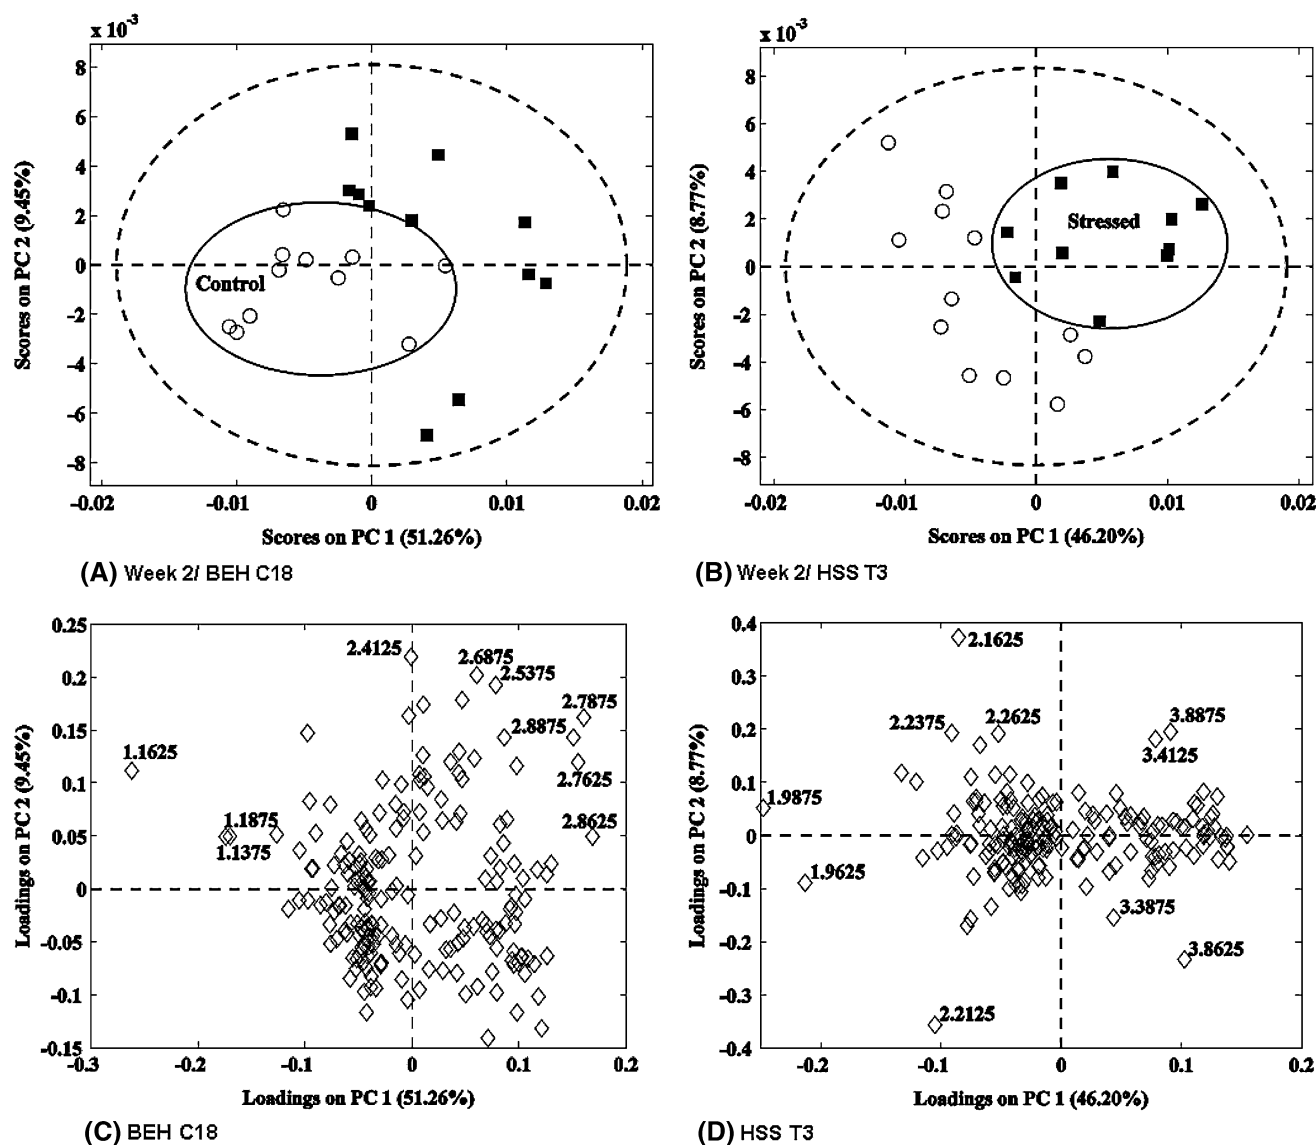 x 10⁻³
8
6
4
2
0
-2
-4
-6
-8
Scores on PC 2 (9.45%)
Control
-0.02 -0.01 0 0.01 0.02
Scores on PC 1 (51.26%)
(A) Week 2/ BEH C18
x 10⁻³
8
6
4
2
0
-2
-4
-6
-8
Scores on PC 2 (8.77%)
Stressed
-0.02 -0.01 0 0.01 0.02
Scores on PC 1 (46.20%)
(B) Week 2/ HSS T3
0.25
0.2
0.15
0.1
0.05
0
-0.05
-0.1
-0.15
Loadings on PC 2 (9.45%)
2.4125
2.6875
2.5375
2.7875
2.8875
1.1625
2.7625
1.1875
2.8625
1.1375
-0.3 -0.2 -0.1 0 0.1 0.2
Loadings on PC 1 (51.26%)
(C) BEH C18
0.4
0.3
0.2
0.1
0
-0.1
-0.2
-0.3
-0.4
Loadings on PC 2 (8.77%)
2.1625
2.2375
2.2625
3.8875
3.4125
1.9875
1.9625
3.3875
3.8625
2.2125
-0.2 -0.1 0 0.1 0.2
Loadings on PC 1 (46.20%)
(D) HSS T3